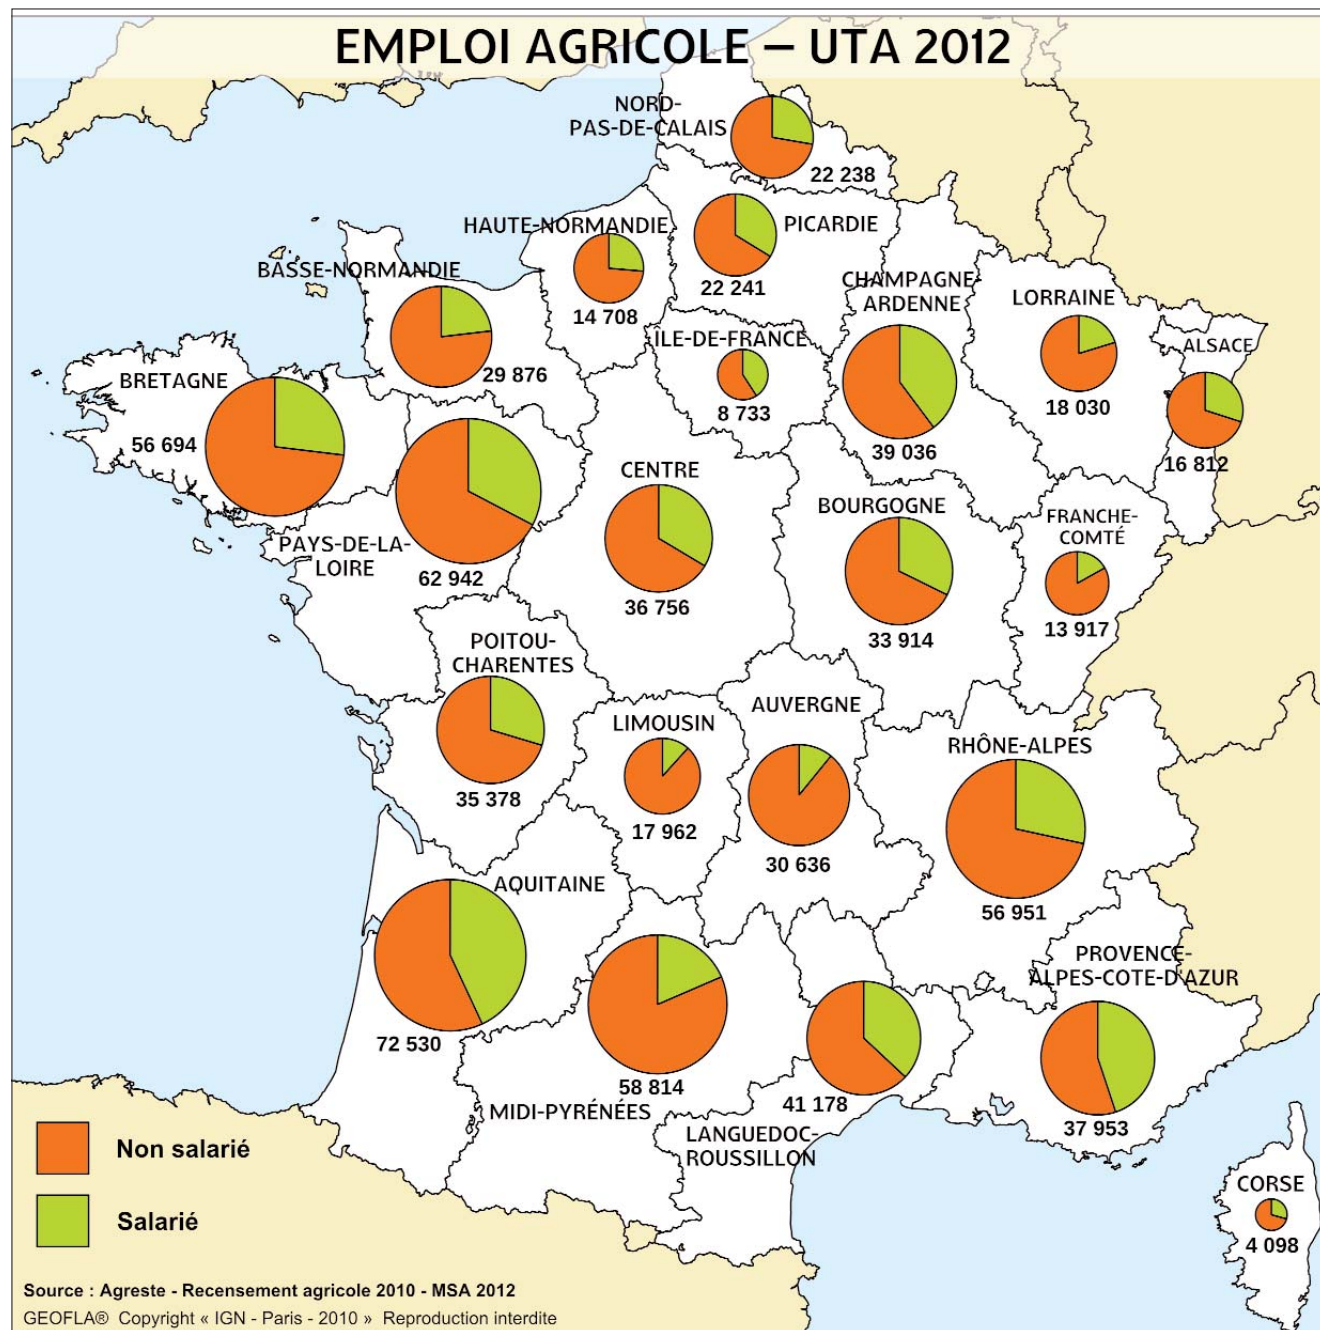 EMPLOI AGRICOLE – UTA 2012
NORD-
PAS-DE-CALAIS
22 238
HAUTE-NORMANDIE
14 708
PICARDIE
22 241
BASSE-NORMANDIE
29 876
CHAMPAGNE-
ARDENNE
39 036
LORRAINE
18 030
ILE-DE-FRANCE
8 733
ALSACE
16 812
BRETAGNE
56 694
PAYS-DE-LA-
LOIRE
62 942
CENTRE
36 756
BOURGOGNE
33 914
FRANCHE-
COMTÉ
13 917
POITOU-
CHARENTES
35 378
LIMOUSIN
17 962
AUVERGNE
30 636
RHÔNE-ALPES
56 951
AQUITAINE
72 530
MIDI-PYRÉNÉES
58 814
LANGUEDOC-
ROUSSILLON
41 178
PROVENCE-
ALPES-COTE-D'AZUR
37 953
CORSE
4 098
Non salarié
Salarié
Source : Agreste - Recensement agricole 2010 - MSA 2012
GEOFLA® Copyright « IGN - Paris - 2010 » Reproduction interdite